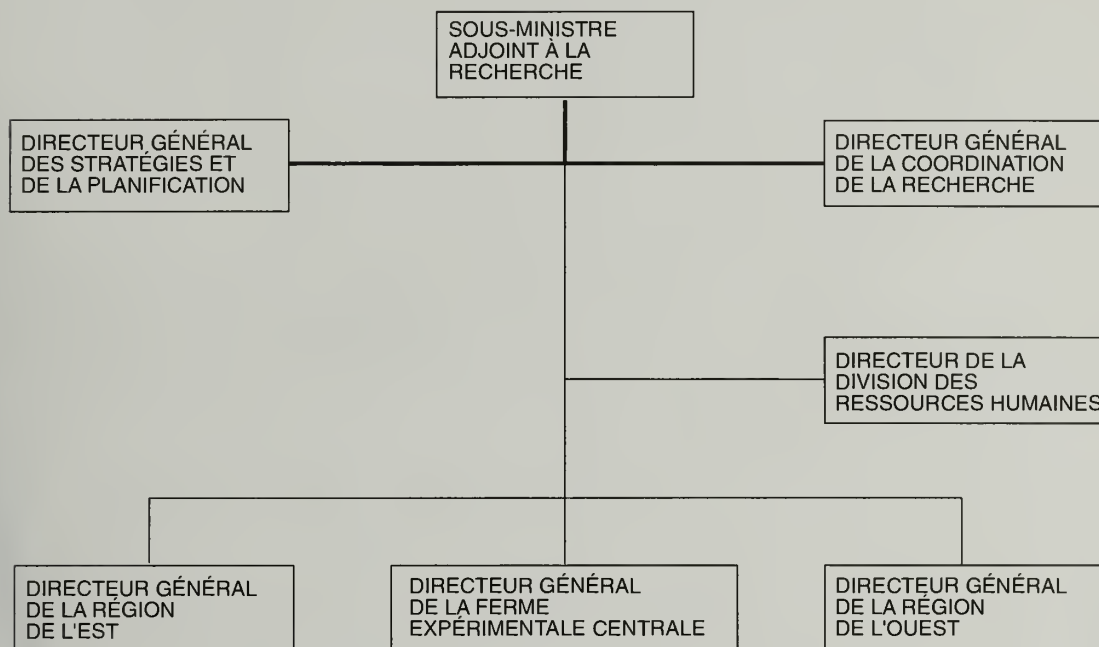 SOUS-MINISTRE
ADJOINT À LA
RECHERCHE
DIRECTEUR GÉNÉRAL
DES STRATÉGIES ET
DE LA PLANIFICATION
DIRECTEUR GÉNÉRAL
DE LA COORDINATION
DE LA RECHERCHE
DIRECTEUR DE LA
DIVISION DES
RESSOURCES HUMAINES
DIRECTEUR GÉNÉRAL
DE LA RÉGION
DE L'EST
DIRECTEUR GÉNÉRAL
DE LA FERME
EXPÉRIMENTALE CENTRALE
DIRECTEUR GÉNÉRAL
DE LA RÉGION
DE L'OUEST